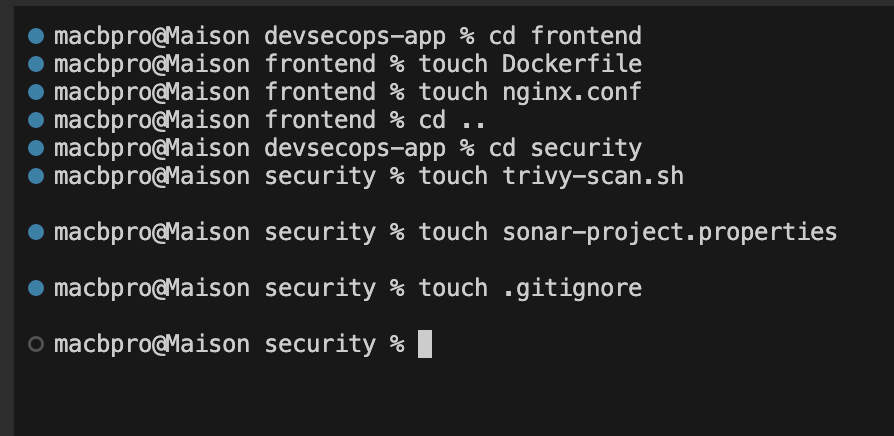 macbpro@Maison devsecops-app % cd frontend
macbpro@Maison frontend % touch Dockerfile
macbpro@Maison frontend % touch nginx.conf
macbpro@Maison frontend % cd ..
macbpro@Maison devsecops-app % cd security
macbpro@Maison security % touch trivy-scan.sh
macbpro@Maison security % touch sonar-project.properties
macbpro@Maison security % touch .gitignore
macbpro@Maison security %